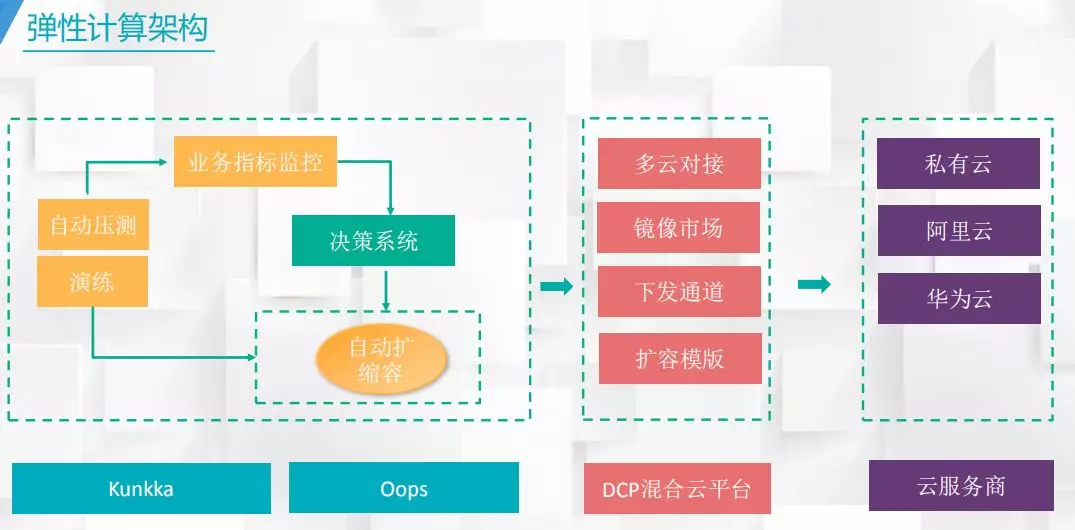 弹性计算架构
业务指标监控
自动压测
演练
决策系统
自动扩
缩容
多云对接
镜像市场
下发通道
扩容模版
私有云
阿里云
华为云
Kunkka
Oops
DCP混合云平台
云服务商